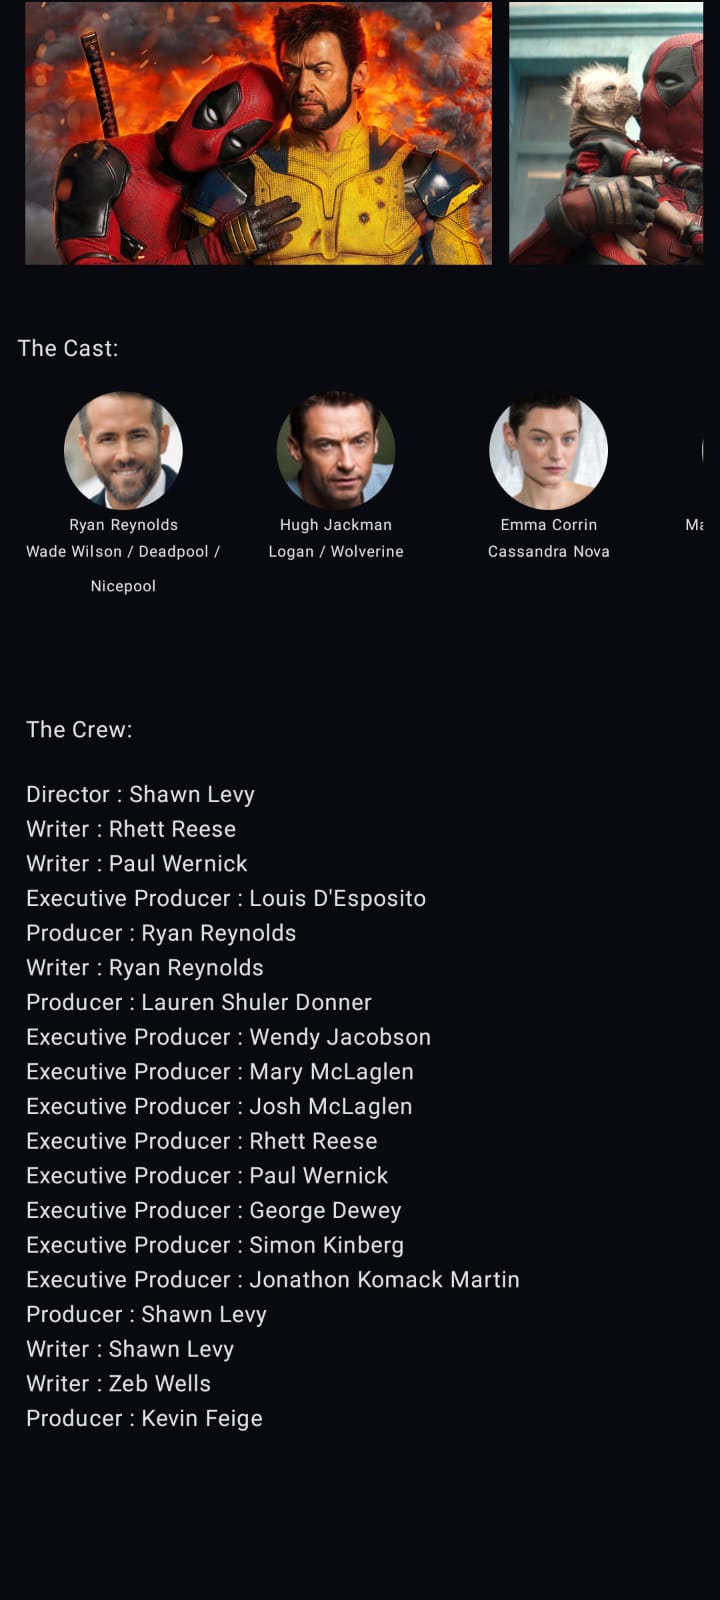 The Cast:
Ryan Reynolds
Hugh Jackman
Emma Corrin
Wade Wilson / Deadpool /
Nicepool
Logan / Wolverine
Cassandra Nova
The Crew:
Director : Shawn Levy
Writer : Rhett Reese
Writer : Paul Wernick
Executive Producer : Louis D'Esposito
Producer : Ryan Reynolds
Writer : Ryan Reynolds
Producer : Lauren Shuler Donner
Executive Producer : Wendy Jacobson
Executive Producer : Mary McLaglen
Executive Producer : Josh McLaglen
Executive Producer : Rhett Reese
Executive Producer : Paul Wernick
Executive Producer : George Dewey
Executive Producer : Simon Kinberg
Executive Producer : Jonathon Komack Martin
Producer : Shawn Levy
Writer : Shawn Levy
Writer : Zeb Wells
Producer : Kevin Feige